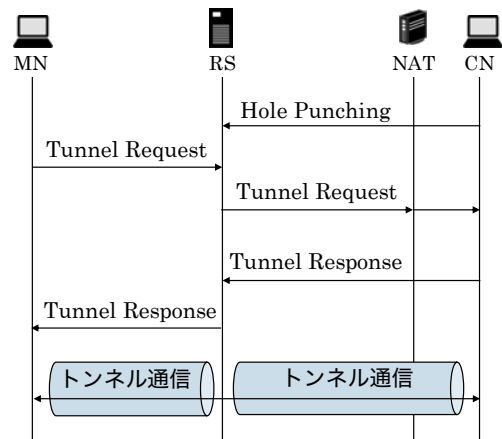 MN RS NAT CN
Hole Punching
Tunnel Request
Tunnel Request
Tunnel Response
Tunnel Response
トンネル通信 トンネル通信